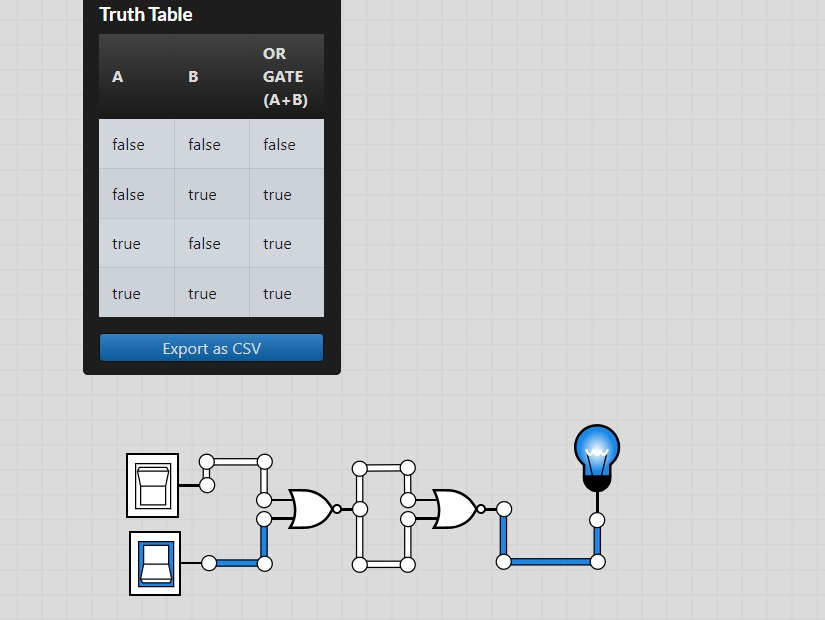 Truth Table
A B OR
GATE
(A+B)
false false false
false true true
true false true
true true true
Export as CSV